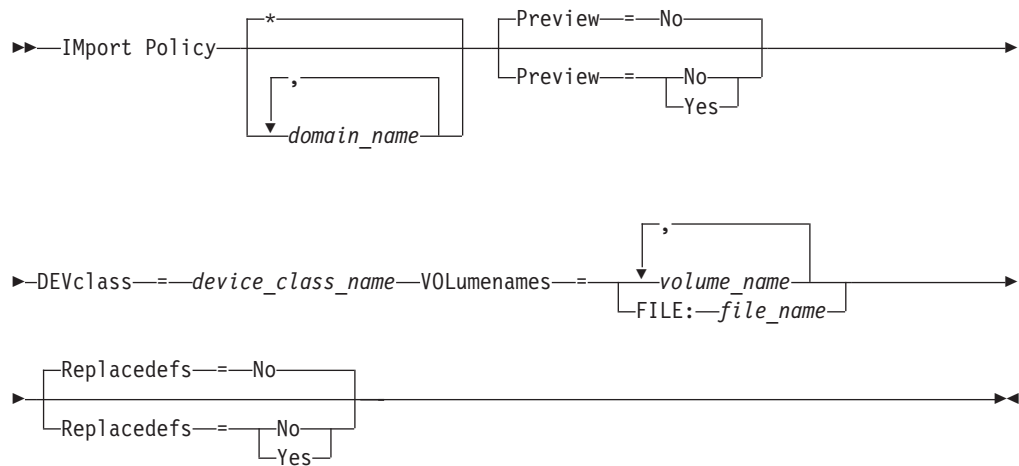 * Preview = No
IMport Policy
, Preview = No
Yes
domain_name
,
DEVclass = device_class_name VOLumenames = volume_name
FILE: file_name
Replacedefs = No
Replacedefs = No
Yes